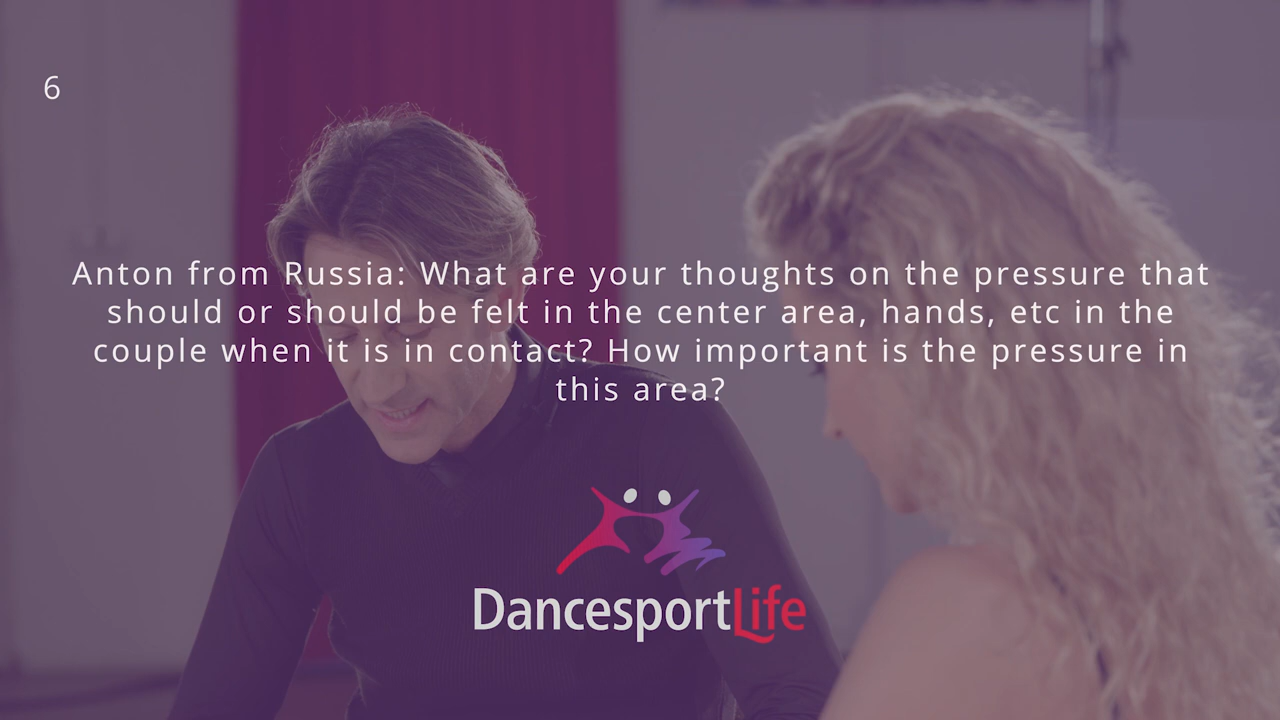 6
Anton from Russia: What are your thoughts on the pressure that
should or should be felt in the center area, hands, etc in the
couple when it is in contact? How important is the pressure in
this area?
DancesportLife